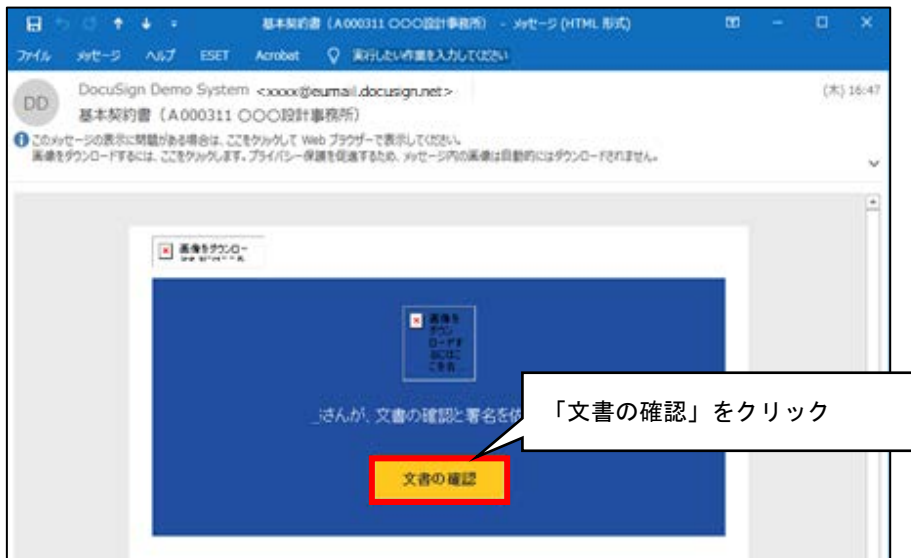 基本契約書（A000311 〇〇〇設計事務所） - メッセージ (HTML 形式)
ファイル メッセージ ヘルプ ESET Acrobat 実行したい作業を入力してください
DD
DocuSign Demo System <xxxx@eumail.docusign.net>
(木) 16:47
基本契約書（A000311 〇〇〇設計事務所）
このメッセージの表示に問題がある場合は、ここをクリックして Web ブラウザーで表示してください。
画像をダウンロードするには、ここをクリックします。プライバシー保護を促進するため、メッセージ内の画像は自動的にはダウンロードされません。
画像をダウンロー
画像を
ダウン
ロードす
るにはこ
こを右...
さんが、文書の確認と署名を依
「文書の確認」をクリック
文書の確認